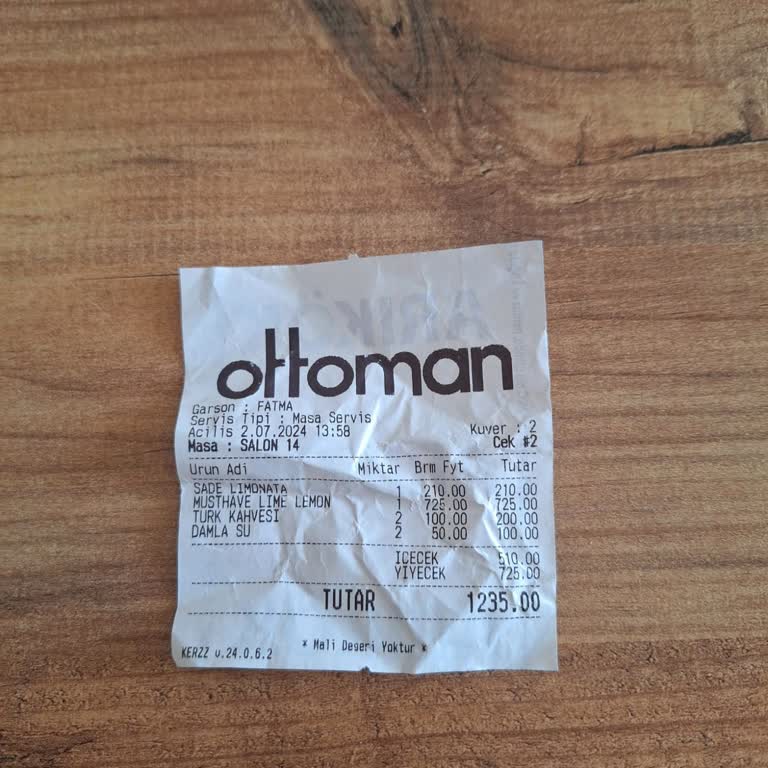 ottoman
Garson : FATMA
Servis Tipi : Masa Servis
Acilis 2.07.2024 13:58 Kuver : 2
Masa : SALON 14 Cek #2
Urun Adi Miktar Brm Fyt Tutar
SADE LIMONATA 1 210.00 210.00
MUSTHAVE LIME LEMON 1 725.00 725.00
TURK KAHVESI 2 100.00 200.00
DAMLA SU 2 50.00 100.00
ICECEK 510.00
YIYECEK 725.00
TUTAR 1235.00
* Mali Degeri Yoktur *
KERZZ v.24.0.6.2